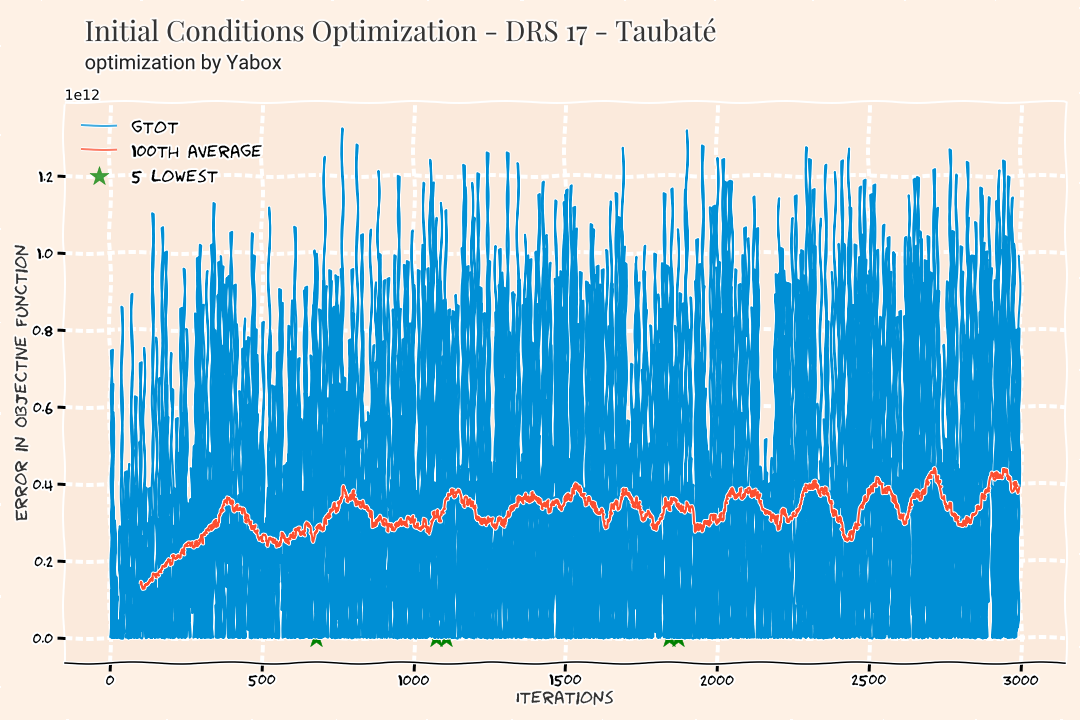 Initial Conditions Optimization - DRS 17 - Taubaté
optimization by Yabox
1e12
GTOT
100TH AVERAGE
5 LOWEST
1.2
1.0
0.8
0.6
0.4
0.2
0.0
ERROR IN OBJECTIVE FUNCTION
0 500 1000 1500 2000 2500 3000
ITERATIONS